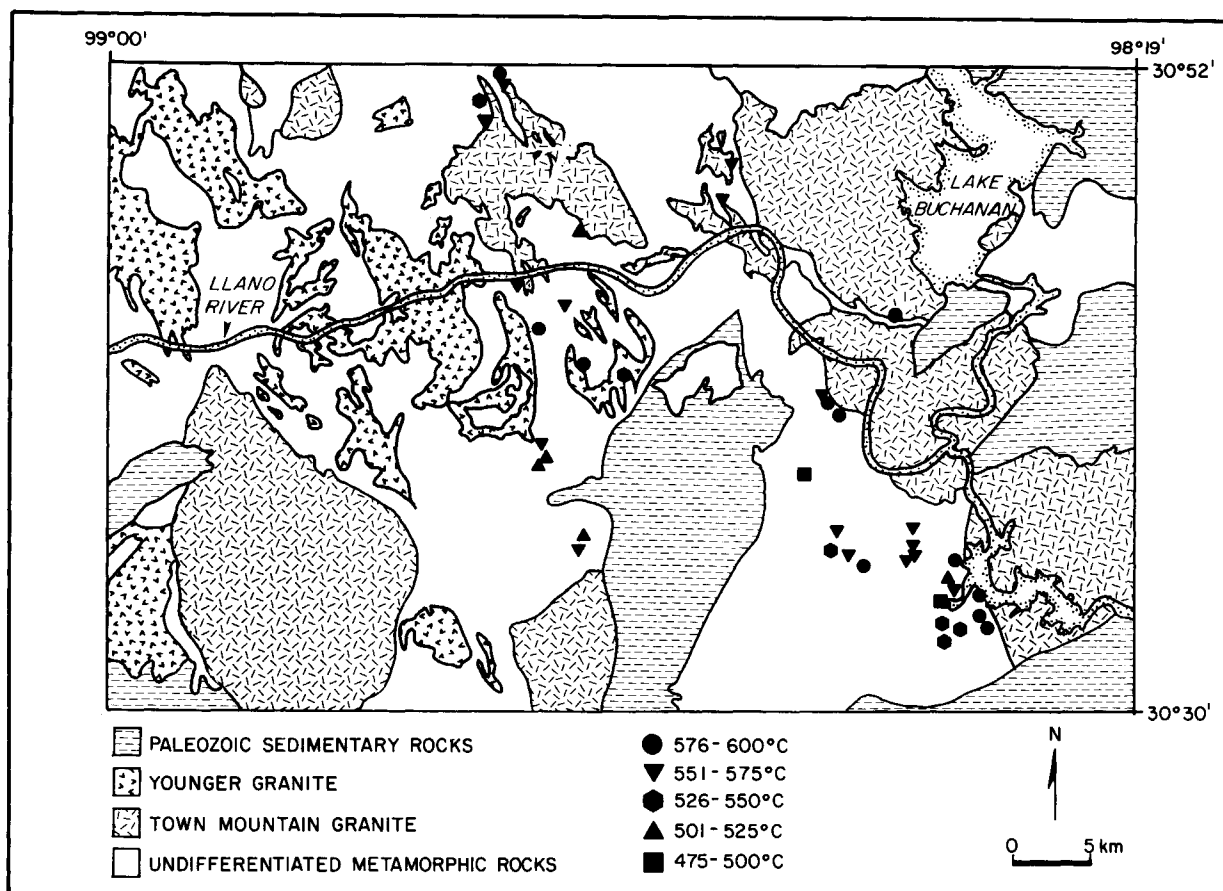 99°00'
98°19'
30°52'
LAKE
BUCHANAN
LLANO
RIVER
30°30'
PALEOZOIC SEDIMENTARY ROCKS
YOUNGER GRANITE
TOWN MOUNTAIN GRANITE
UNDIFFERENTIATED METAMORPHIC ROCKS
576-600°C
551-575°C
526-550°C
501-525°C
475-500°C
N
0 5 km